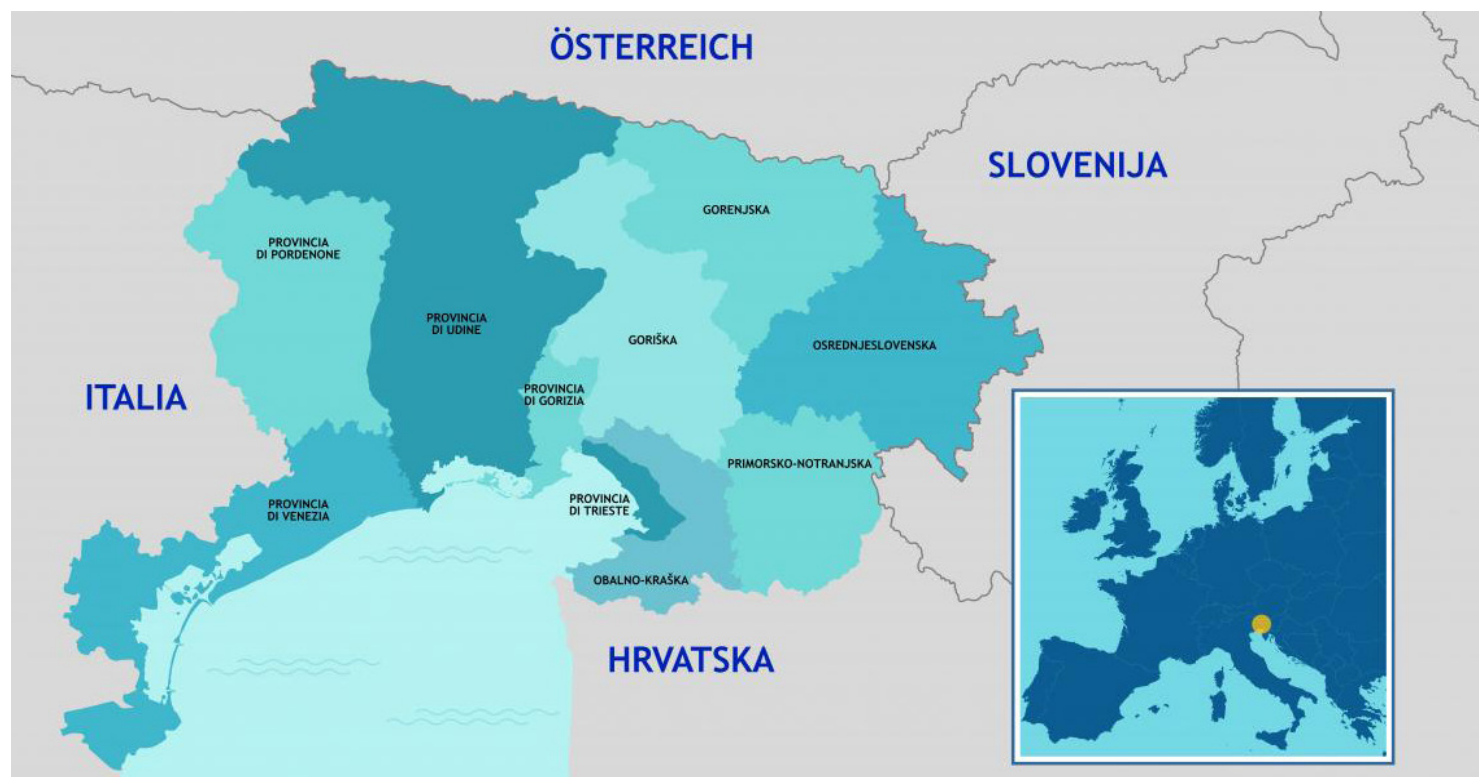 ÖSTERREICH
SLOVENIJA
GORENJSKA
PROVINCIA
DI PORDENONE
PROVINCIA
DI UDINE
GORIŠKA
OSREDNJESLOVENSKA
ITALIA
PROVINCIA
DI GORIZIA
PRIMORSKO-NOTRANJSKA
PROVINCIA
DI VENEZIA
PROVINCIA
DI TRIESTE
OBALNO-KRAŠKA
HRVATSKA